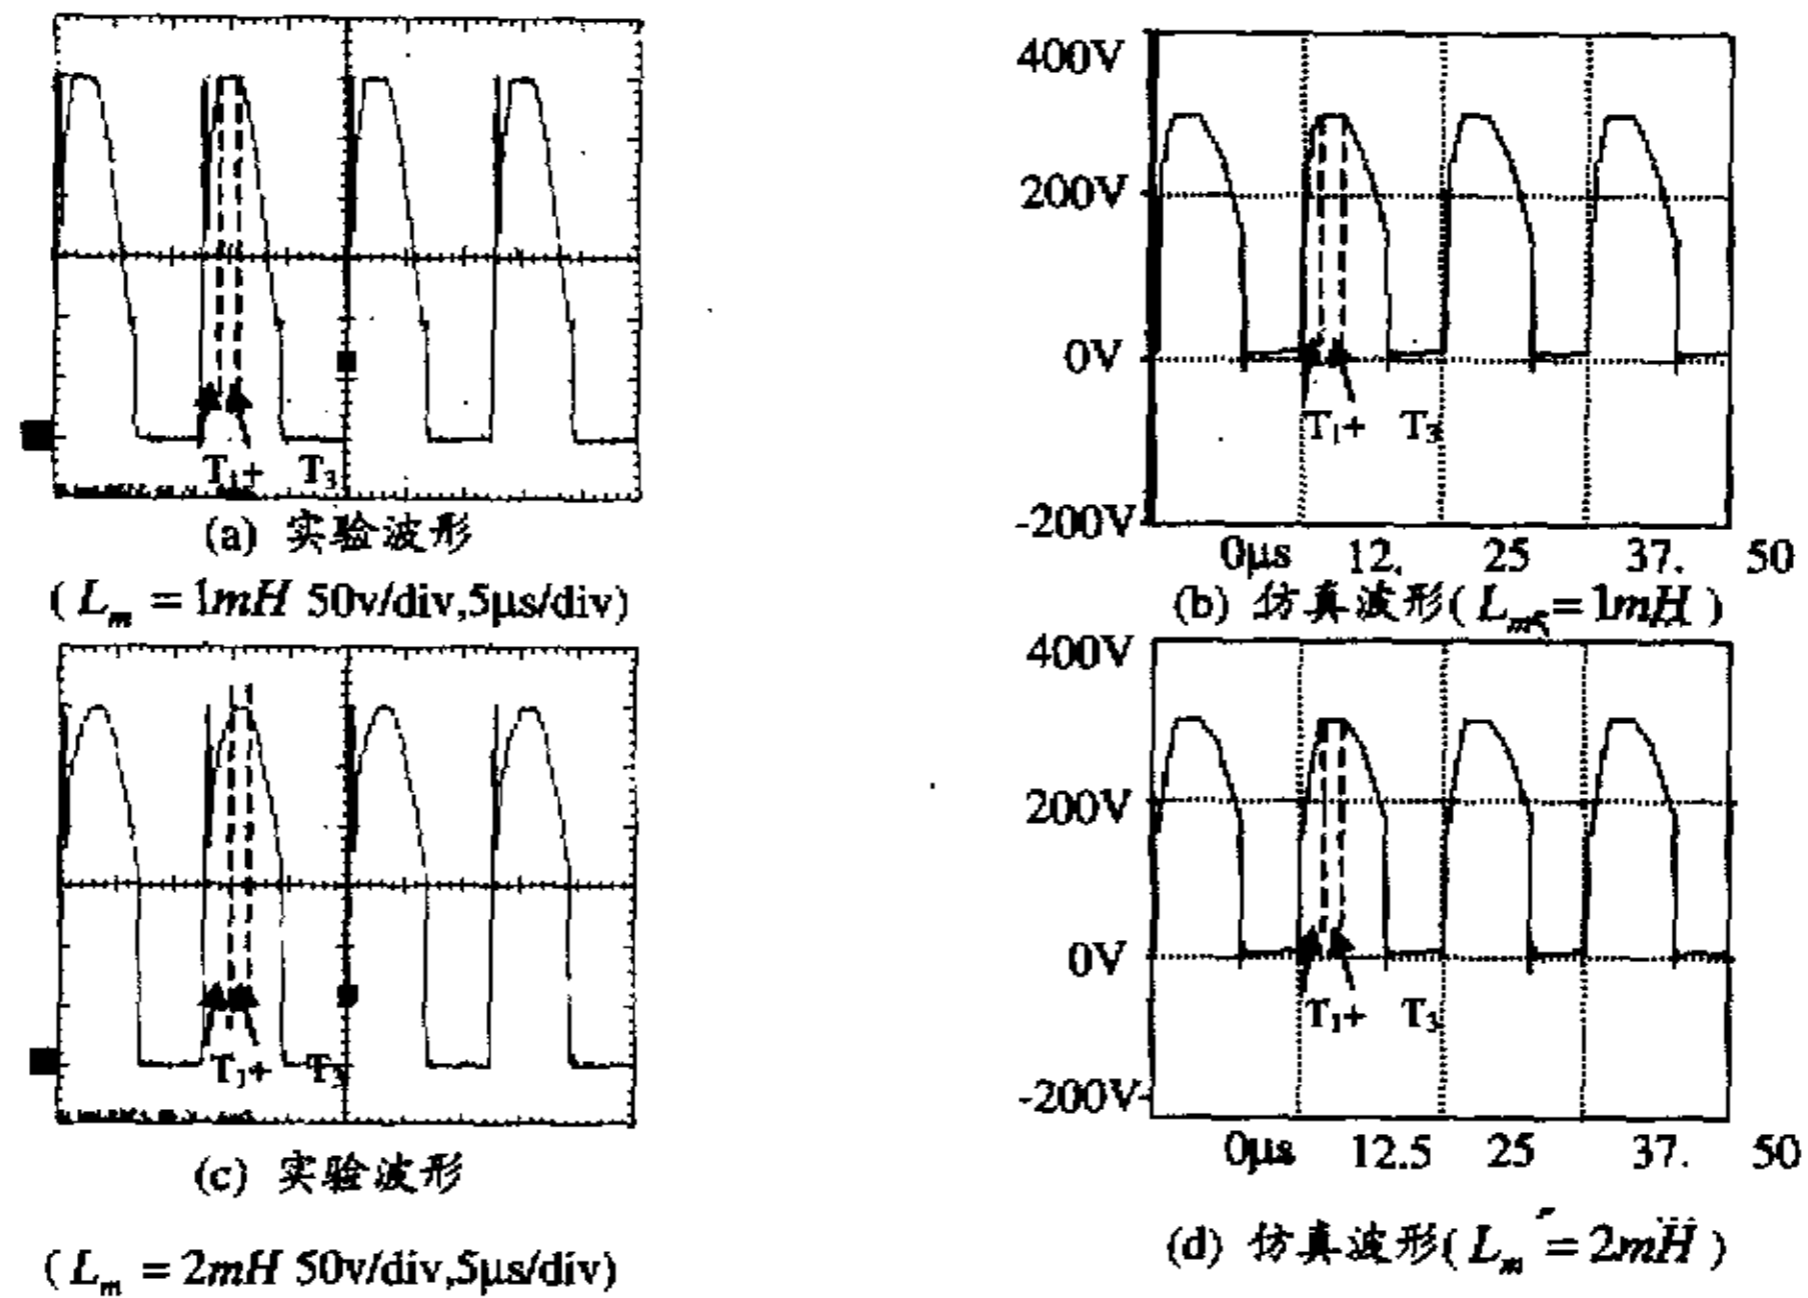 T₁+ T₃
(a) 实验波形
( Lₘ = 1mH 50v/div,5μs/div)
400V
200V
0V
T₁+ T₃
-200V
0μs 12. 25 37. 50
(b) 仿真波形( Lₘ = 1mH )
T₁+ T₃
(c) 实验波形
( Lₘ = 2mH 50v/div,5μs/div)
400V
200V
0V
T₁+ T₃
-200V
0μs 12.5 25 37. 50
(d) 仿真波形( Lₘ = 2mH )